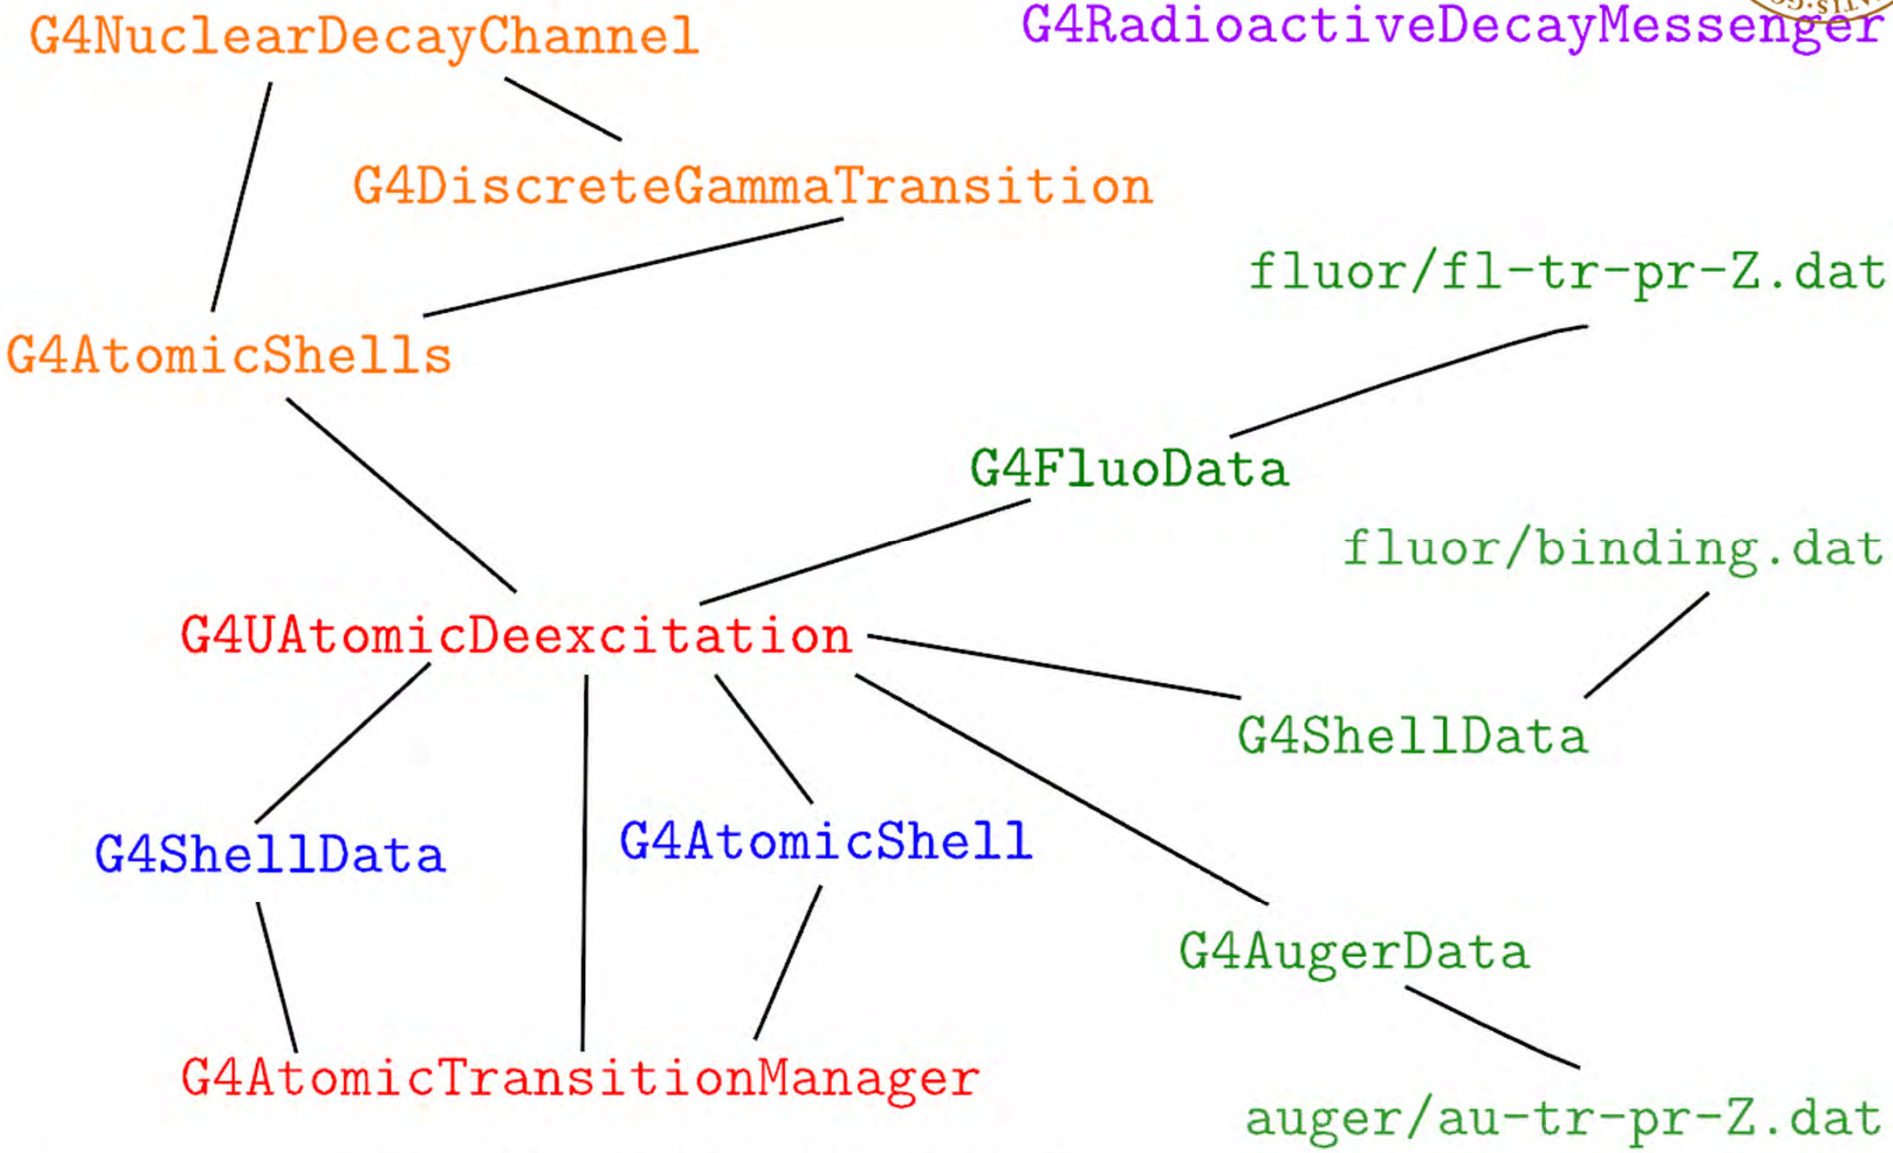 G4NuclearDecayChannel
G4RadioactiveDecayMessenger
G4DiscreteGammaTransition
fluor/fl-tr-pr-Z.dat
G4AtomicShells
G4FluoData
fluor/binding.dat
G4UAtomicDeexcitation
G4ShellData
G4ShellData
G4AtomicShell
G4AugerData
G4AtomicTransitionManager
auger/au-tr-pr-Z.dat